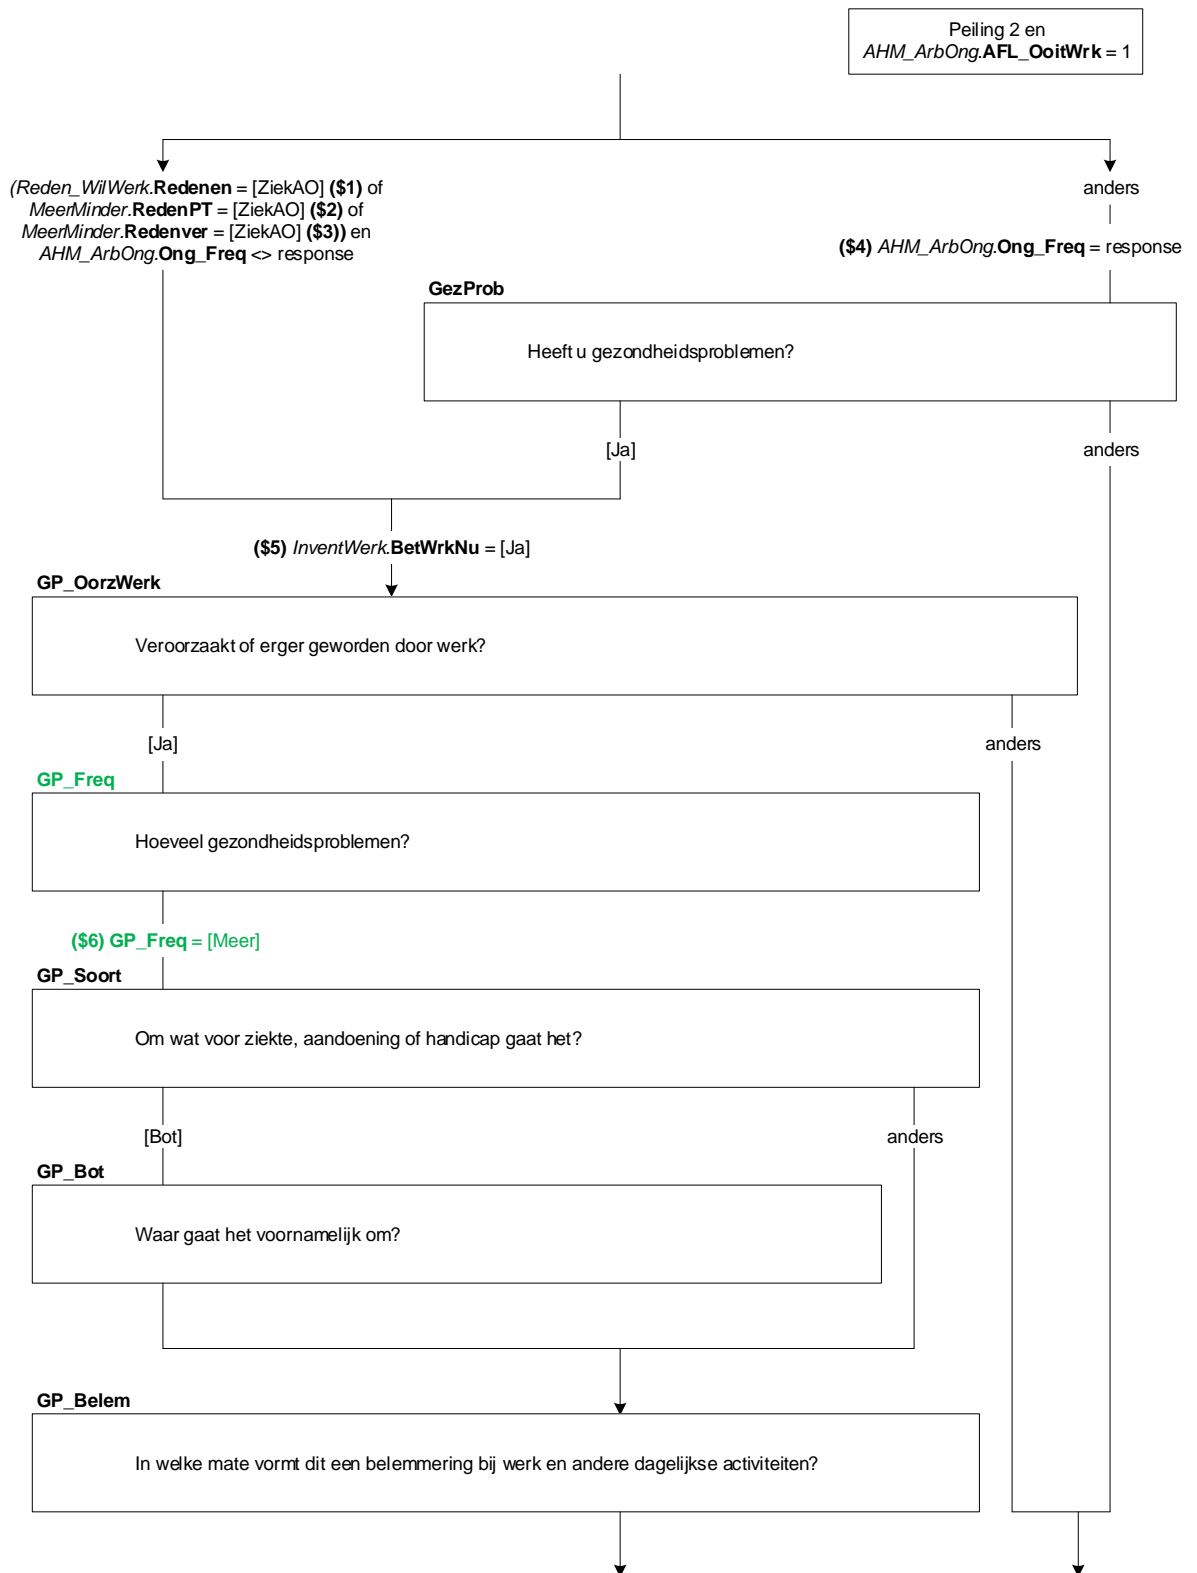 Peiling 2 en
AHM_ArbOng.AFL_OoitWrk = 1
(Reden_WilWerk.Redenen = [ZiekAO] ($1) of
MeerMinder.RedenPT = [ZiekAO] ($2) of
MeerMinder.Redenver = [ZiekAO] ($3)) en
AHM_ArbOng.Ong_Freq <> response
anders
($4) AHM_ArbOng.Ong_Freq = response
GezProb
Heeft u gezondheidsproblemen?
[Ja]
anders
($5) InventWerk.BetWrkNu = [Ja]
GP_OorzWerk
Veroorzaakt of erger geworden door werk?
[Ja]
anders
GP_Freq
Hoeveel gezondheidsproblemen?
($6) GP_Freq = [Meer]
GP_Soort
Om wat voor ziekte, aandoening of handicap gaat het?
[Bot]
anders
GP_Bot
Waar gaat het voornamelijk om?
GP_Belem
In welke mate vormt dit een belemmering bij werk en andere dagelijkse activiteiten?